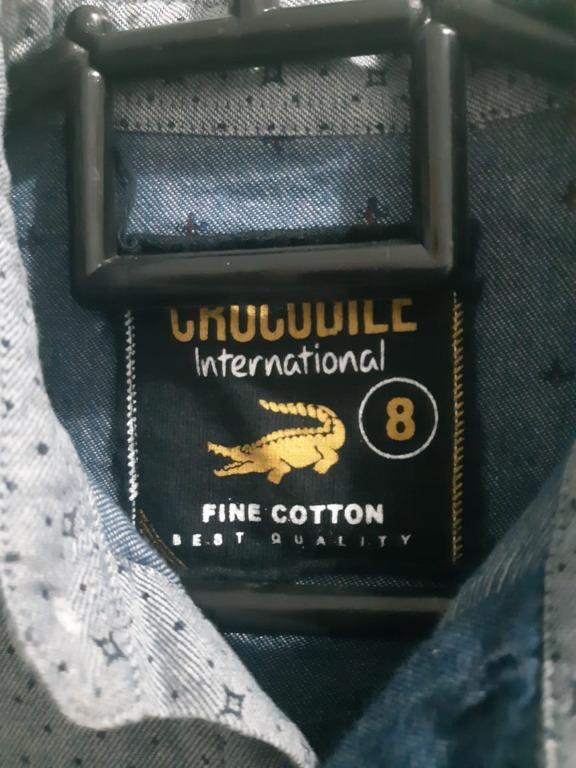 CROCODILE
International
8
FINE COTTON
BEST QUALITY